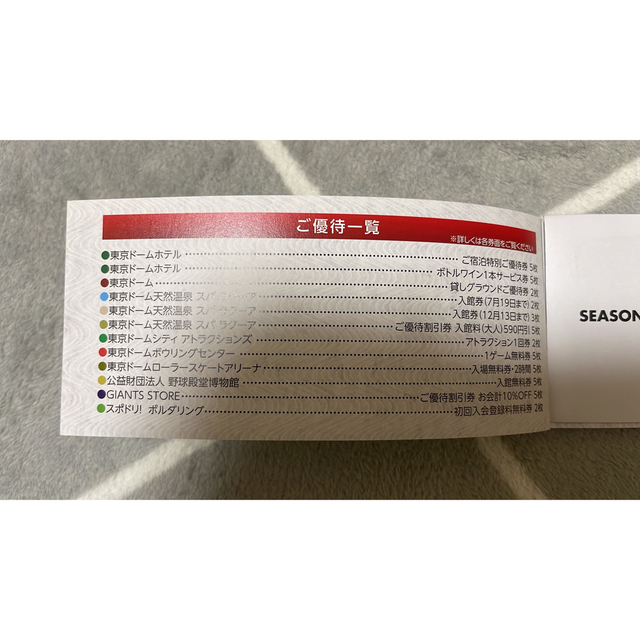 ご優待一覧
※詳しくは各券面をご覧ください
●東京ドームホテル ご宿泊特別ご優待券 5枚
●東京ドームホテル ボトルワイン1本サービス券 5枚
●東京ドーム 貸しグラウンドご優待券 2枚
●東京ドーム天然温泉 スパ ラクーア 入館券(7月19日まで) 2枚
●東京ドーム天然温泉 スパ ラクーア 入館券(12月13日まで) 3枚
●東京ドーム天然温泉 スパ ラクーア ご優待割引券 入館料(大人)590円引 5枚
●東京ドームシティ アトラクションズ アトラクション1回券 2枚
●東京ドームボウリングセンター 1ゲーム無料券 5枚
●東京ドームローラースケートアリーナ 入場無料券・2時間 5枚
●公益財団法人 野球殿堂博物館 入館無料券 5枚
●GIANTS STORE ご優待割引券 お会計10%OFF 5枚
●スポドリ! ボルダリング 初回入会登録料無料券 2枚
SEASON